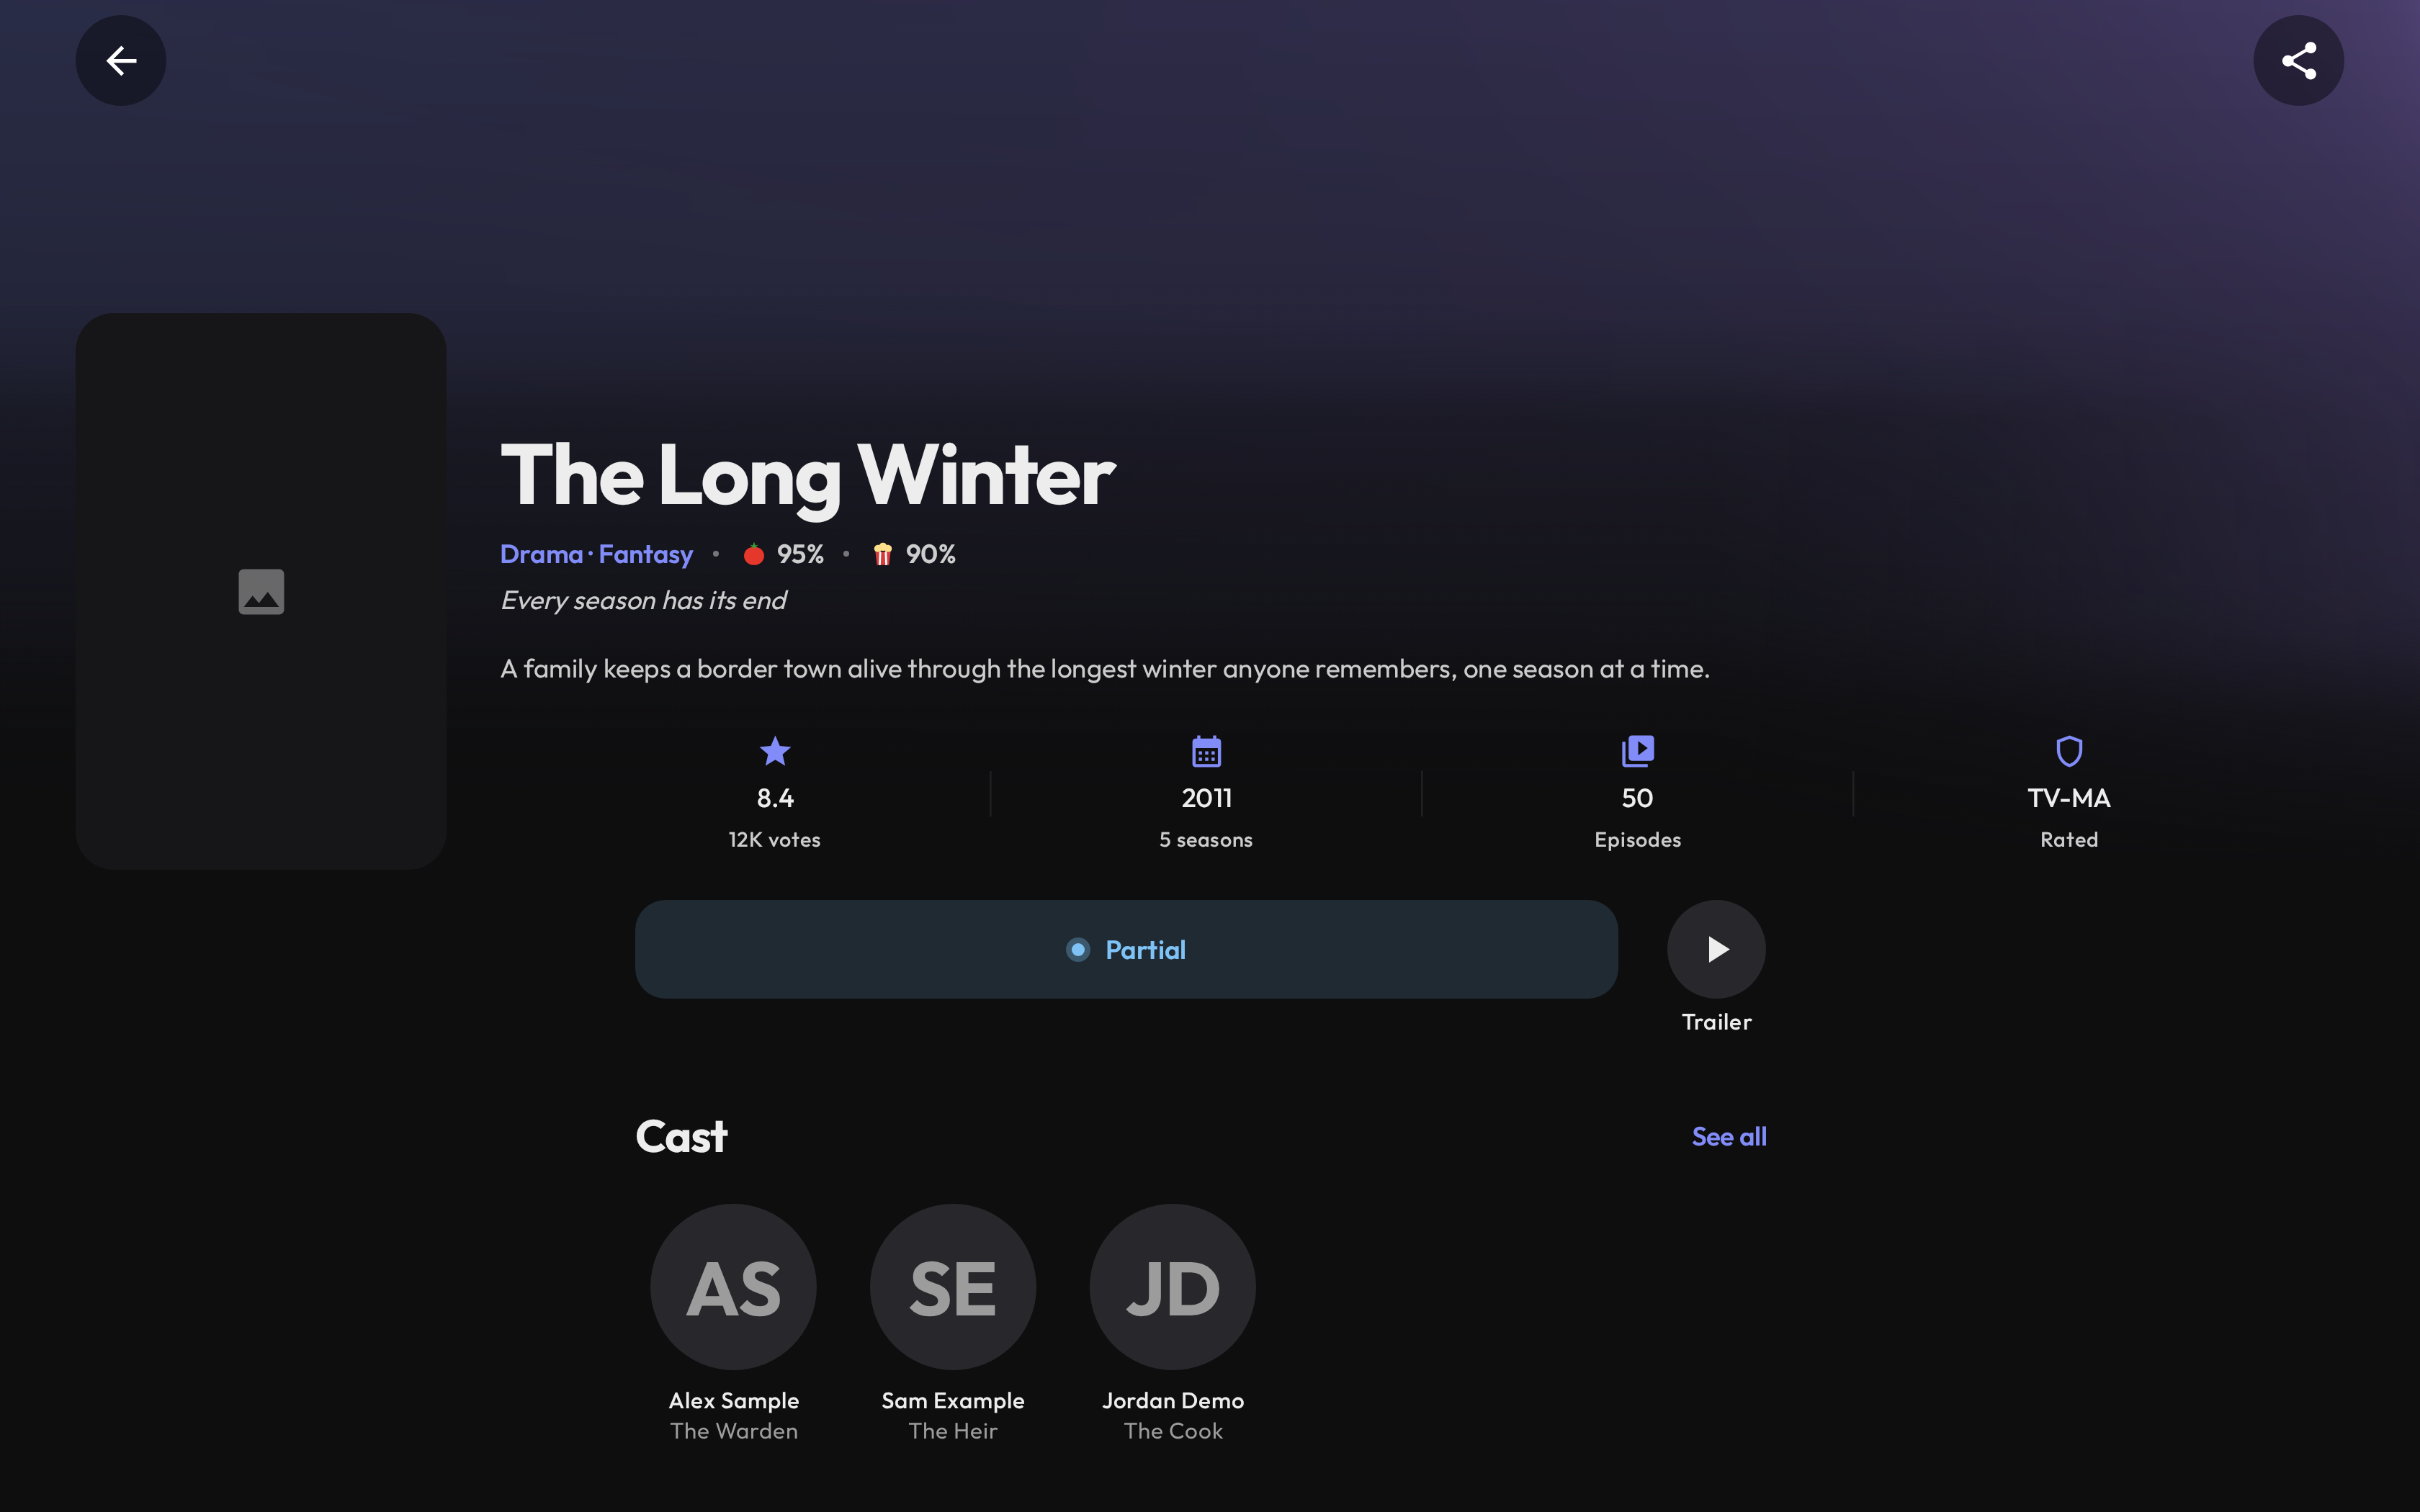 The Long Winter
Drama · Fantasy • 95% • 90%
Every season has its end
A family keeps a border town alive through the longest winter anyone remembers, one season at a time.
8.4
12K votes
2011
5 seasons
50
Episodes
TV-MA
Rated
Partial
Trailer
Cast
See all
AS
SE
JD
Alex Sample
The Warden
Sam Example
The Heir
Jordan Demo
The Cook